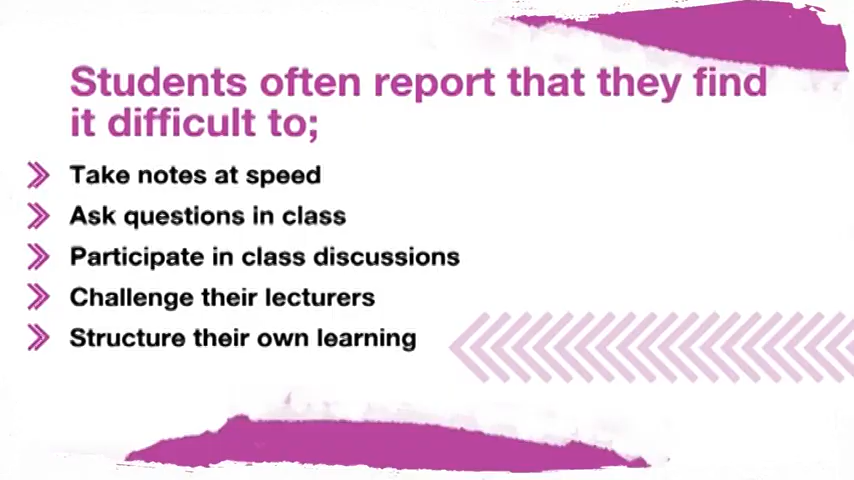 Students often report that they find
it difficult to;
Take notes at speed
Ask questions in class
Participate in class discussions
Challenge their lecturers
Structure their own learning